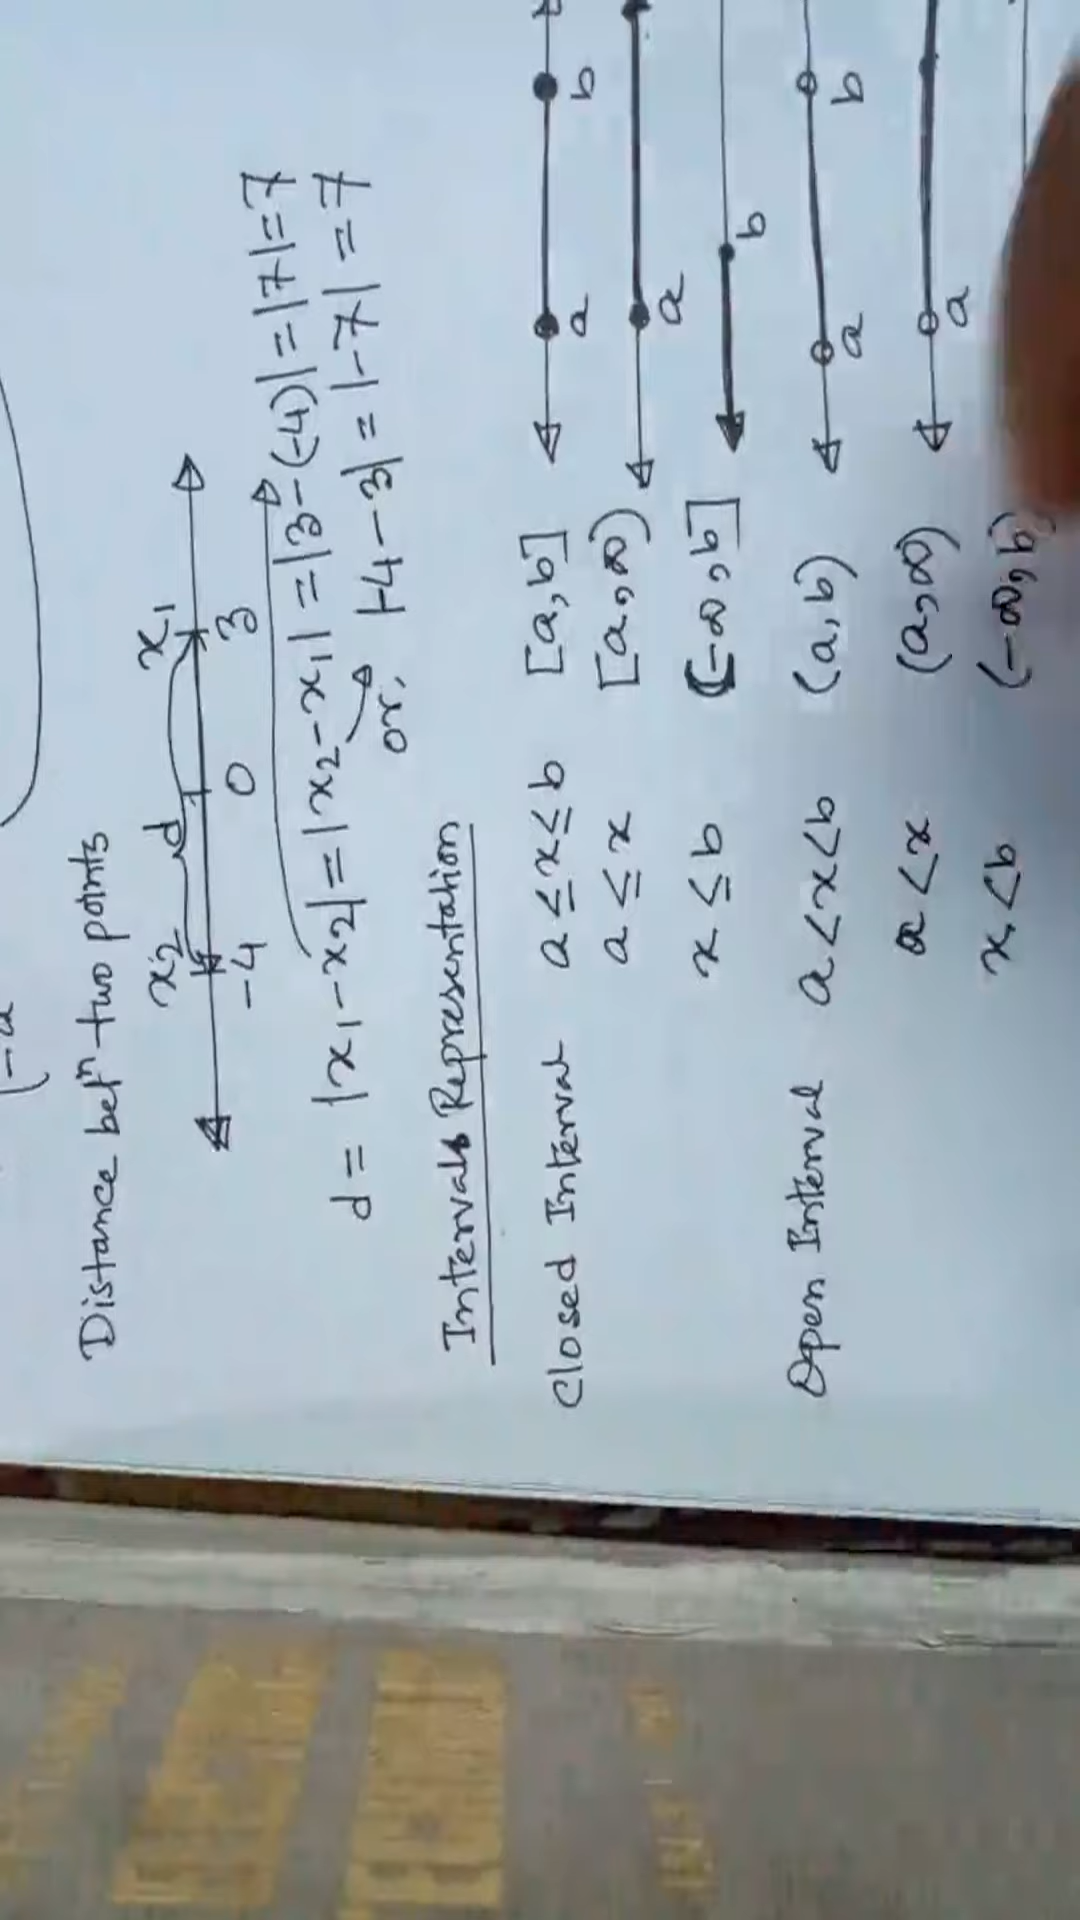 Distance betⁿ two points
x₂ d x₁
-4 0 3
d = |x₁-x₂| = |x₂-x₁| = |3-(-4)| = |7| = 7
or, |-4-3| = |-7| = 7
Intervals Representation
Closed Interval a ≤ x ≤ b [a, b] a b
a ≤ x [a, ∞) a
x ≤ b (-∞, b] b
Open Interval a < x < b (a, b) a b
a < x (a, ∞) a
x < b (-∞, b)